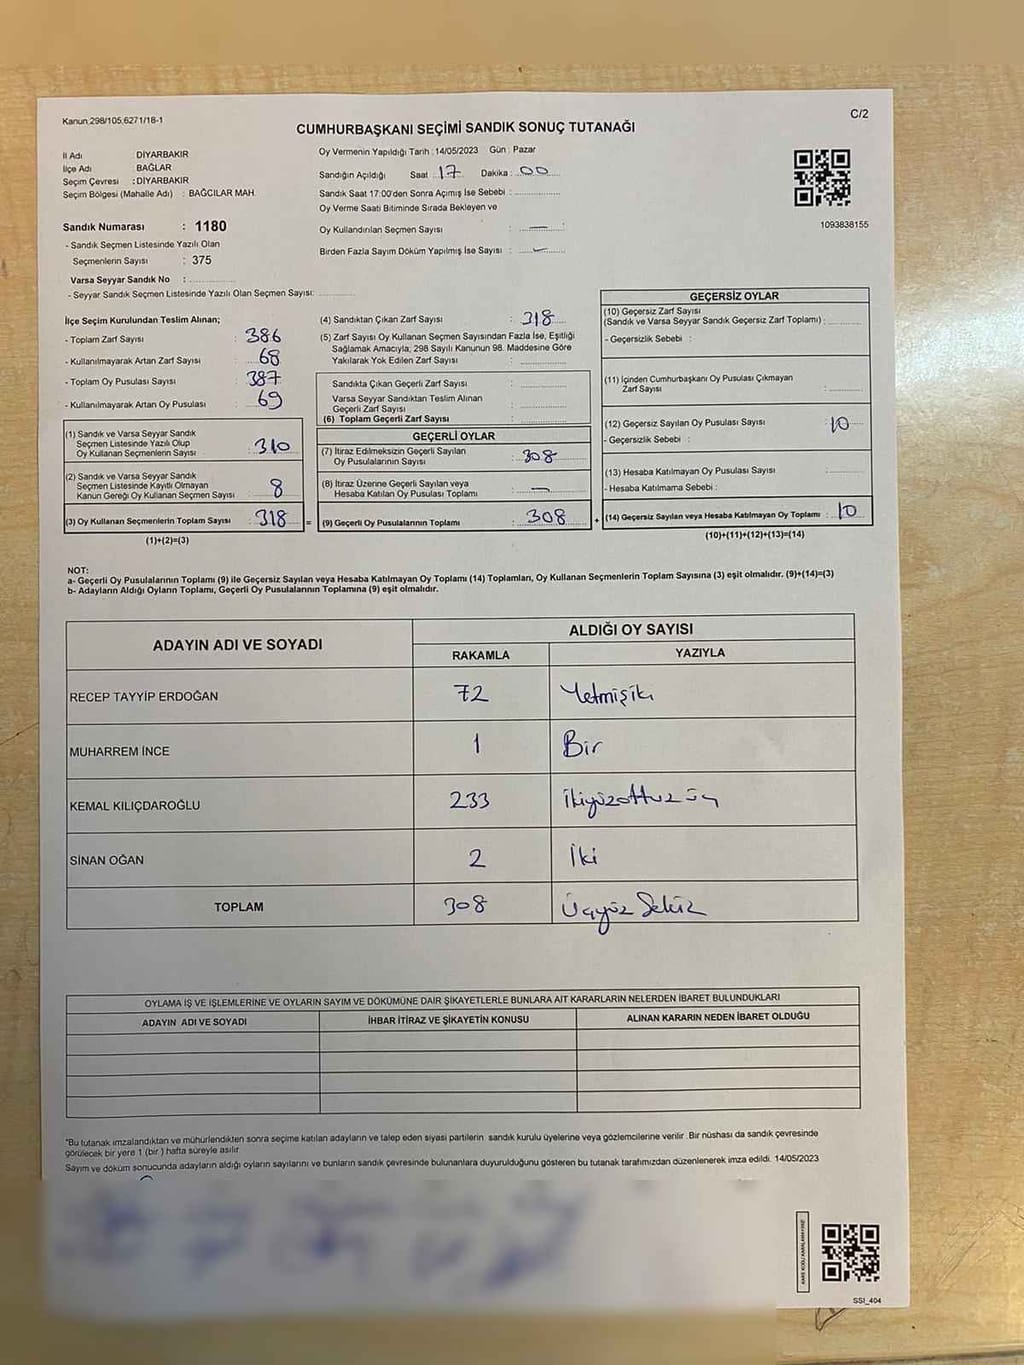 Kanun 298/105,6271/18-1
C/2
CUMHURBAŞKANI SEÇİMİ SANDIK SONUÇ TUTANAĞI
İl Adı DİYARBAKIR
İlçe Adı BAĞLAR
Seçim Çevresi : DİYARBAKIR
Seçim Bölgesi (Mahalle Adı) : BAĞCILAR MAH.
Oy Vermenin Yapıldığı Tarih : 14/05/2023 Gün : Pazar
Sandığın Açıldığı Saat : 17 Dakika : 00
Sandık Saat 17:00'den Sonra Açımış İse Sebebi :
Oy Verme Saati Bitiminde Sırada Bekleyen ve
Oy Kullandırılan Seçmen Sayısı : —
Birden Fazla Sayım Döküm Yapılmış İse Sayısı : —
1093838155
Sandık Numarası : 1180
- Sandık Seçmen Listesinde Yazılı Olan
Seçmenlerin Sayısı : 375
Varsa Seyyar Sandık No :
- Seyyar Sandık Seçmen Listesinde Yazılı Olan Seçmen Sayısı:
İlçe Seçim Kurulundan Teslim Alınan;
- Toplam Zarf Sayısı : 386
- Kullanılmayarak Artan Zarf Sayısı : 68
- Toplam Oy Pusulası Sayısı : 387
- Kullanılmayarak Artan Oy Pusulası : 69
(1) Sandık ve Varsa Seyyar Sandık
Seçmen Listesinde Yazılı Olup
Oy Kullanan Seçmenlerin Sayısı : 310
(2) Sandık ve Varsa Seyyar Sandık
Seçmen Listesinde Kayıtlı Olmayan
Kanun Gereği Oy Kullanan Seçmen Sayısı : 8
(3) Oy Kullanan Seçmenlerin Toplam Sayısı : 318 =
(1)+(2)=(3)
(4) Sandıktan Çıkan Zarf Sayısı : 318
(5) Zarf Sayısı Oy Kullanan Seçmen Sayısından Fazla İse, Eşitliği
Sağlamak Amacıyla, 298 Sayılı Kanunun 98. Maddesine Göre
Yakılarak Yok Edilen Zarf Sayısı :
Sandıkta Çıkan Geçerli Zarf Sayısı :
Varsa Seyyar Sandıktan Teslim Alınan
Geçerli Zarf Sayısı :
(6) Toplam Geçerli Zarf Sayısı :
GEÇERLİ OYLAR
(7) İtiraz Edilmeksizin Geçerli Sayılan
Oy Pusulalarının Sayısı : 308
(8) İtiraz Üzerine Geçerli Sayılan veya
Hesaba Katılan Oy Pusulası Toplamı : —
(9) Geçerli Oy Pusulalarının Toplamı : 308 +
GEÇERSİZ OYLAR
(10) Geçersiz Zarf Sayısı
(Sandık ve Varsa Seyyar Sandık Geçersiz Zarf Toplamı) :
- Geçersizlik Sebebi :
(11) İçinden Cumhurbaşkanı Oy Pusulası Çıkmayan
Zarf Sayısı :
(12) Geçersiz Sayılan Oy Pusulası Sayısı : 10
- Geçersizlik Sebebi :
(13) Hesaba Katılmayan Oy Pusulası Sayısı :
- Hesaba Katılmama Sebebi :
(14) Geçersiz Sayılan veya Hesaba Katılmayan Oy Toplamı : 10
(10)+(11)+(12)+(13)=(14)
NOT:
a- Geçerli Oy Pusulalarının Toplamı (9) ile Geçersiz Sayılan veya Hesaba Katılmayan Oy Toplamı (14) Toplamları, Oy Kullanan Seçmenlerin Toplam Sayısına (3) eşit olmalıdır. (9)+(14)=(3)
b- Adayların Aldığı Oyların Toplamı, Geçerli Oy Pusulalarının Toplamına (9) eşit olmalıdır.
ADAYIN ADI VE SOYADI
ALDIĞI OY SAYISI
RAKAMLA YAZIYLA
RECEP TAYYİP ERDOĞAN 72 Yetmişiki
MUHARREM İNCE 1 Bir
KEMAL KILIÇDAROĞLU 233 İkiyüzottuz üç
SİNAN OĞAN 2 İki
TOPLAM 308 Üçyüz Sekiz
OYLAMA İŞ VE İŞLEMLERİNE VE OYLARIN SAYIM VE DÖKÜMÜNE DAİR ŞİKAYETLERLE BUNLARA AİT KARARLARIN NELERDEN İBARET BULUNDUKLARI
ADAYIN ADI VE SOYADI İHBAR İTİRAZ VE ŞİKAYETİN KONUSU ALINAN KARARIN NEDEN İBARET OLDUĞU
*Bu tutanak imzalandıktan ve mühürlendikten sonra seçime katılan adayların ve talep eden siyasi partilerin sandık kurulu üyelerine veya gözlemcilerine verilir. Bir nüshası da sandık çevresinde
görülecek bir yere 1 (bir ) hafta süreyle asılır.
Sayım ve döküm sonucunda adayların aldığı oyların sayılarını ve bunların sandık çevresinde bulunanlara duyurulduğunu gösteren bu tutanak tarafımızdan düzenlenerek imza edildi. 14/05/2023
SSI_404